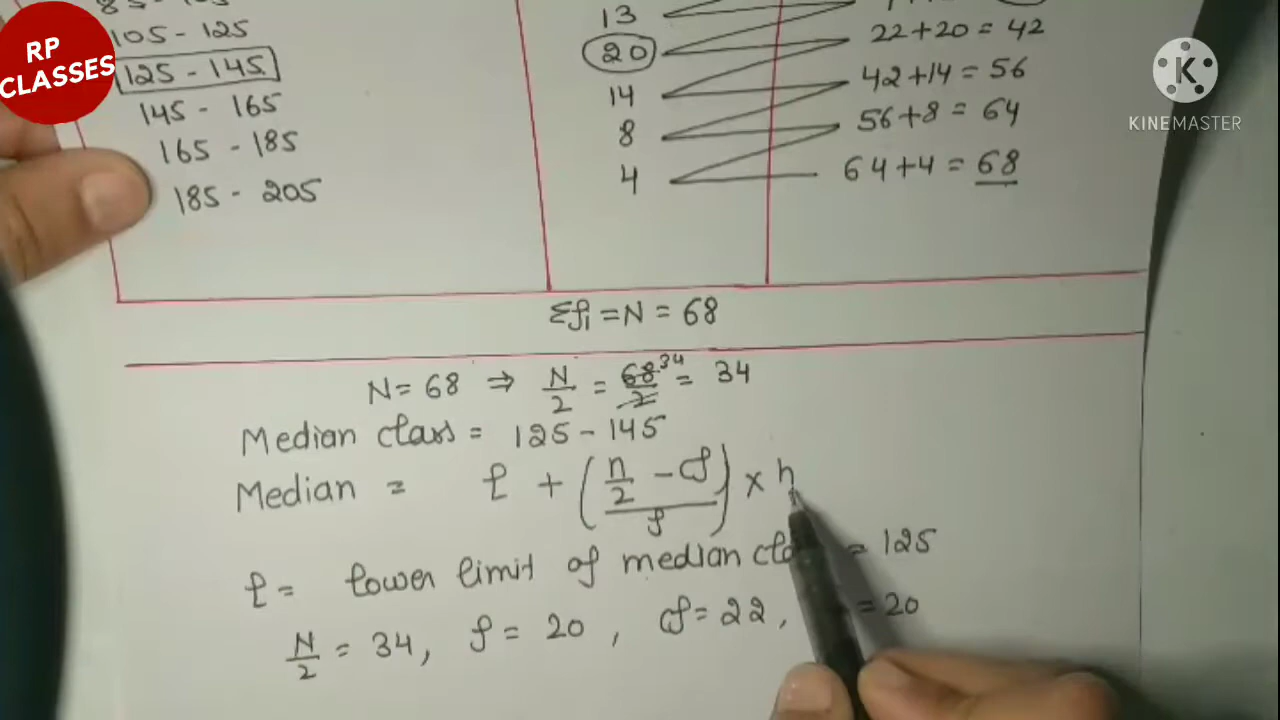 RP
CLASSES
KINEMASTER
105 - 125
125 - 145
145 - 165
165 - 185
185 - 205
13
20
14
8
4
22+20 = 42
42+14 = 56
56+8 = 64
64+4 = 68
Σfi = N = 68
N = 68 ⇒ N/2 = 68/2 34 = 34
Median class = 125 - 145
Median = l + (n/2 - cf / f) × h
l = lower limit of median cla = 125
N/2 = 34, f = 20, cf = 22, = 20